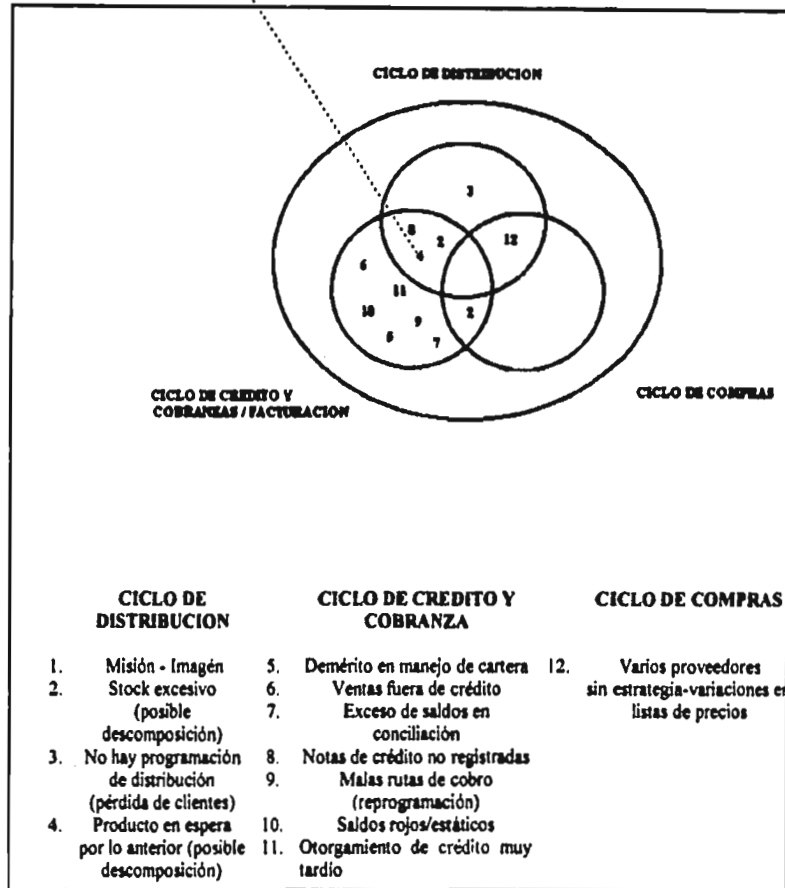 CICLO DE DISTRIBUCION
3
8
2
12
4
6
11
10
9
2
5
7
CICLO DE CREDITO Y
COBRANZAS / FACTURACION
CICLO DE COMPRAS
CICLO DE
DISTRIBUCION
1. Misión - Imagén
2. Stock excesivo
(posible
descomposición)
3. No hay programación
de distribución
(pérdida de clientes)
4. Producto en espera
por lo anterior (posible
descomposición)
CICLO DE CREDITO Y
COBRANZA
5. Demérito en manejo de cartera
6. Ventas fuera de crédito
7. Exceso de saldos en
conciliación
8. Notas de crédito no registradas
9. Malas rutas de cobro
(reprogramación)
10. Saldos rojos/estáticos
11. Otorgamiento de crédito muy
tardío
CICLO DE COMPRAS
12. Varios proveedores
sin estrategia-variaciones en
listas de precios